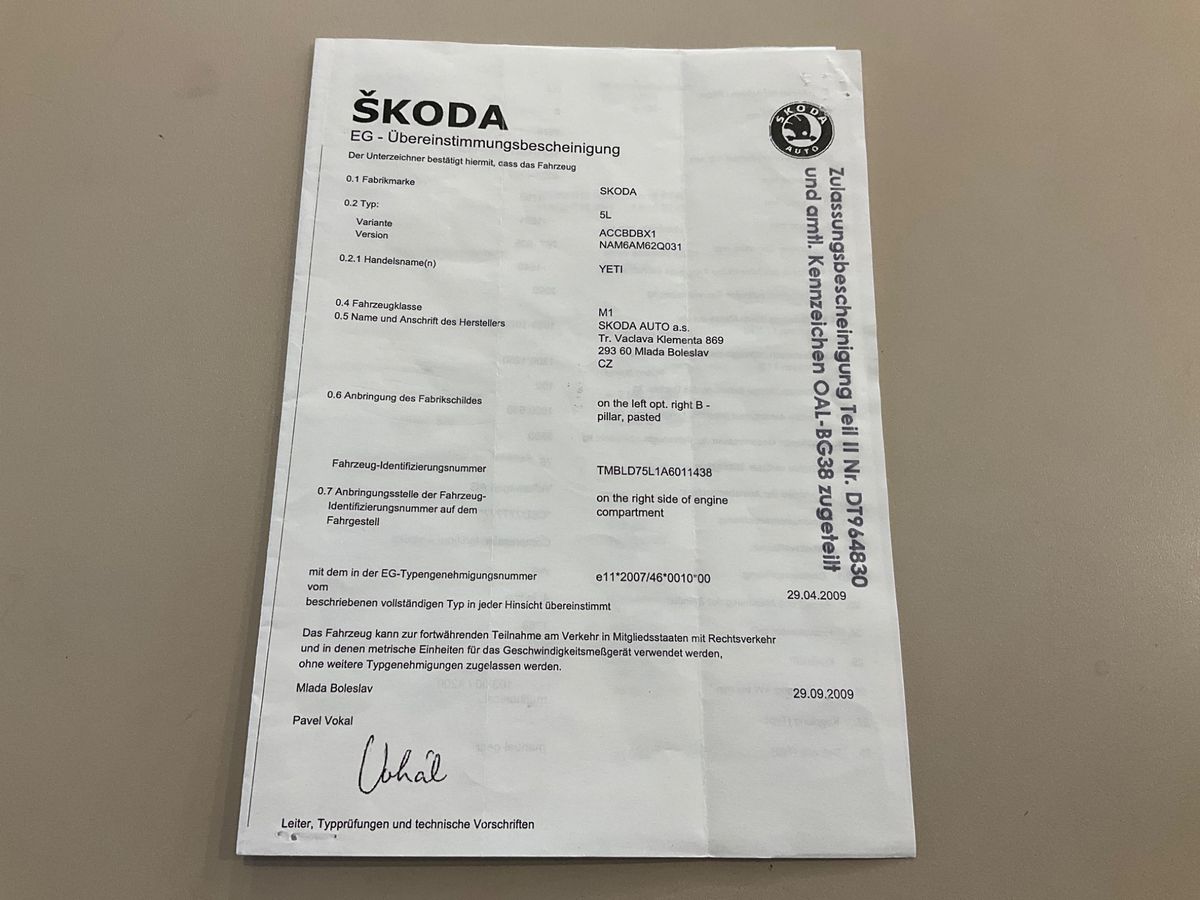 ŠKODA
EG - Übereinstimmungsbescheinigung
Der Unterzeichner bestätigt hiermit, cass das Fahrzeug
0.1 Fabrikmarke SKODA
0.2 Typ: 5L
Variante ACCBDBX1
Version NAM6AM62Q031
0.2.1 Handelsname(n) YETI
0.4 Fahrzeugklasse M1
0.5 Name und Anschrift des Herstellers SKODA AUTO a.s.
Tr. Vaclava Klementa 869
293 60 Mlada Boleslav
CZ
0.6 Anbringung des Fabrikschildes on the left opt. right B -
pillar, pasted
Fahrzeug-Identifizierungsnummer TMBLD75L1A6011438
0.7 Anbringungsstelle der Fahrzeug- on the right side of engine
Identifizierungsnummer auf dem compartment
Fahrgestell
mit dem in der EG-Typengenehmigungsnummer e11*2007/46*0010*00
vom 29.04.2009
beschriebenen vollständigen Typ in jeder Hinsicht übereinstimmt
Das Fahrzeug kann zur fortwährenden Teilnahme am Verkehr in Mitgliedsstaaten mit Rechtsverkehr
und in denen metrische Einheiten für das Geschwindigkeitsmeßgerät verwendet werden,
ohne weitere Typgenehmigungen zugelassen werden.
Mlada Boleslav 29.09.2009
Pavel Vokal
Vokál
Leiter, Typprüfungen und technische Vorschriften
SKODA
AUTO
Zulassungsbescheinigung Teil II Nr. DT964830
und amtl. Kennzeichen OAL-BG38 zugeteilt